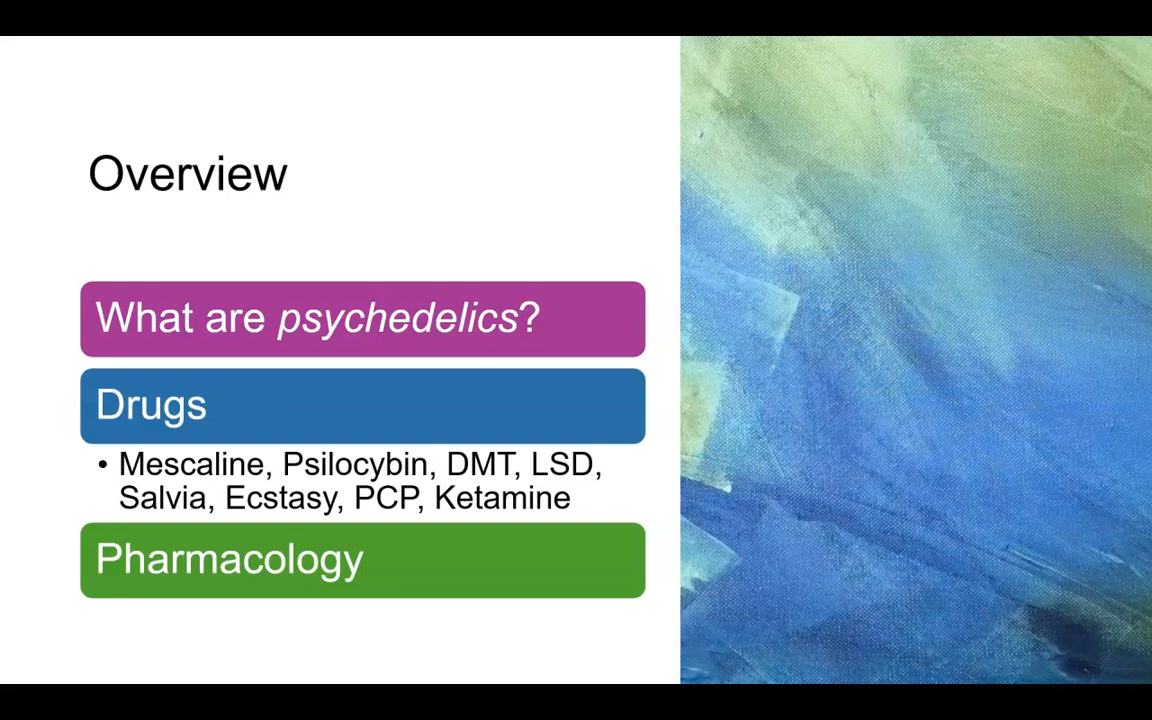 Overview
What are psychedelics?
Drugs
• Mescaline, Psilocybin, DMT, LSD,
Salvia, Ecstasy, PCP, Ketamine
Pharmacology